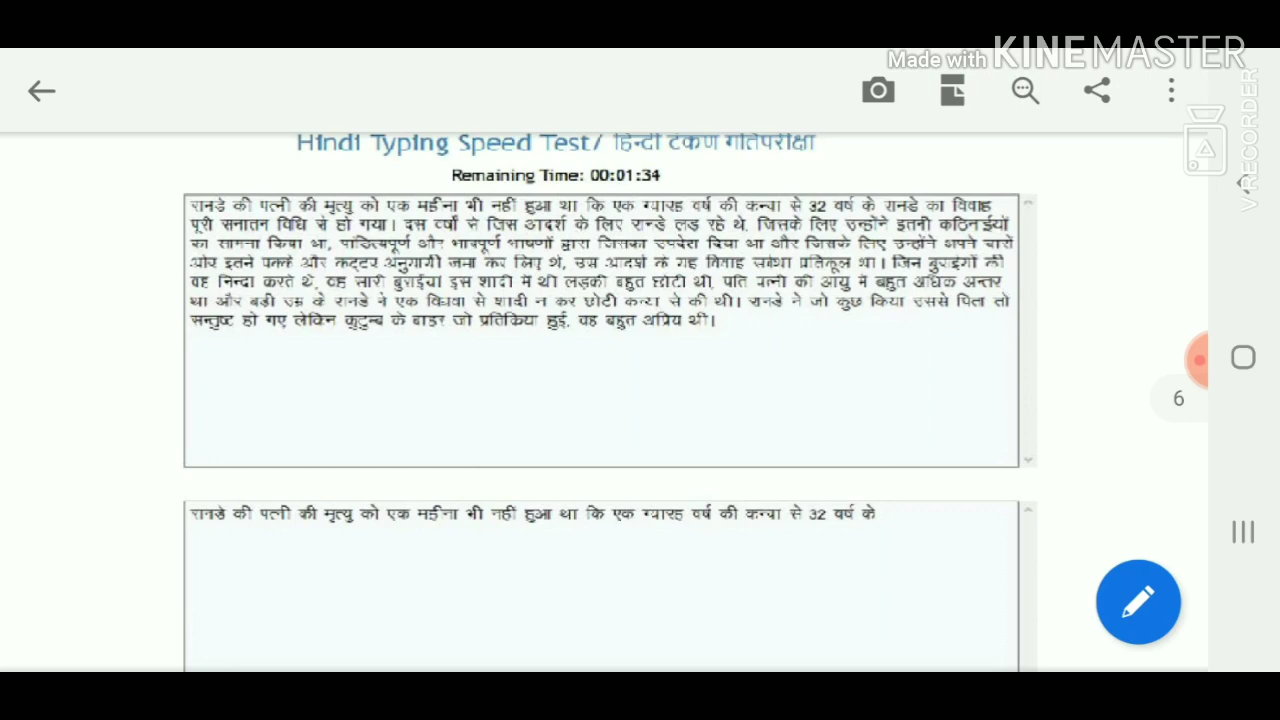 Made with KINEMASTER
VRECORDER
Hindi Typing Speed Test/ हिन्दी टंकण गतिपरीक्षा
Remaining Time: 00:01:34
रानडे की पत्नी की मृत्यु को एक महीना भी नहीं हुआ था कि एक ग्यारह वर्ष की कन्या से 32 वर्ष के रानडे का विवाह
पूरी सनातन विधि से हो गया। दस वर्षों से जिस आदर्श के लिए रानडे लड़ रहे थे, जिसके लिए उन्होंने इतनी कठिनाईयों
का सामना किया था, पांडित्यपूर्ण और भावपूर्ण भाषणों द्वारा जिसका उपदेश दिया था और जिसके लिए उन्होंने अपने चारों
ओर इतने पक्के और कट्टर अनुयायी जमा कर लिए थे, उस आदर्श के यह विवाह सर्वथा प्रतिकूल था। जिन बुराइयों की
वह निन्दा करते थे, वह सारी बुराईयां इस शादी में थी लड़की बहुत छोटी थी, पति पत्नी की आयु में बहुत अधिक अन्तर
था और बड़ी उम्र के रानडे ने एक विधवा से शादी न कर छोटी कन्या से की थी। रानडे ने जो कुछ किया उससे पिता तो
सन्तुष्ट हो गए लेकिन कुटुम्ब के बाहर जो प्रतिक्रिया हुई, वह बहुत अप्रिय थी।
6
रानडे की पत्नी की मृत्यु को एक महीना भी नहीं हुआ था कि एक ग्यारह वर्ष की कन्या से 32 वर्ष के